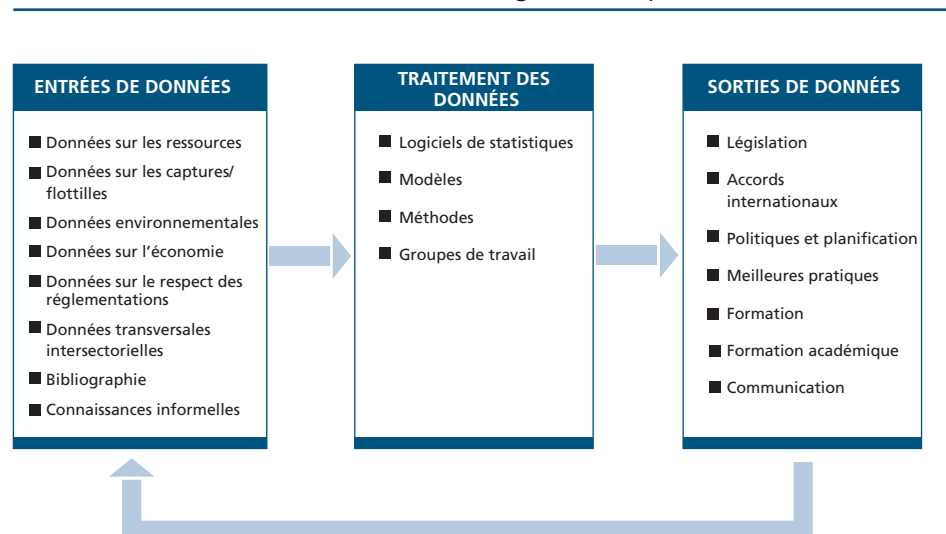 ENTRÉES DE DONNÉES
Données sur les ressources
Données sur les captures/
flottilles
Données environnementales
Données sur l'économie
Données sur le respect des
réglementations
Données transversales
intersectorielles
Bibliographie
Connaissances informelles
TRAITEMENT DES
DONNÉES
Logiciels de statistiques
Modèles
Méthodes
Groupes de travail
SORTIES DE DONNÉES
Législation
Accords
internationaux
Politiques et planification
Meilleures pratiques
Formation
Formation académique
Communication